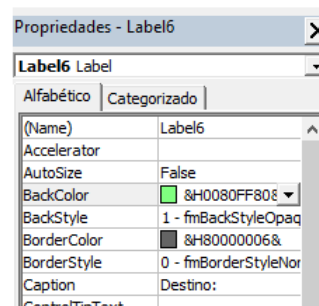 Propriedades - Label6
Label6 Label
Alfabético Categorizado
(Name) Label6
Accelerator
AutoSize False
BackColor &H0080FF80&
BackStyle 1 - fmBackStyleOpaq
BorderColor &H80000006&
BorderStyle 0 - fmBorderStyleNor
Caption Destino:
ControlTipText